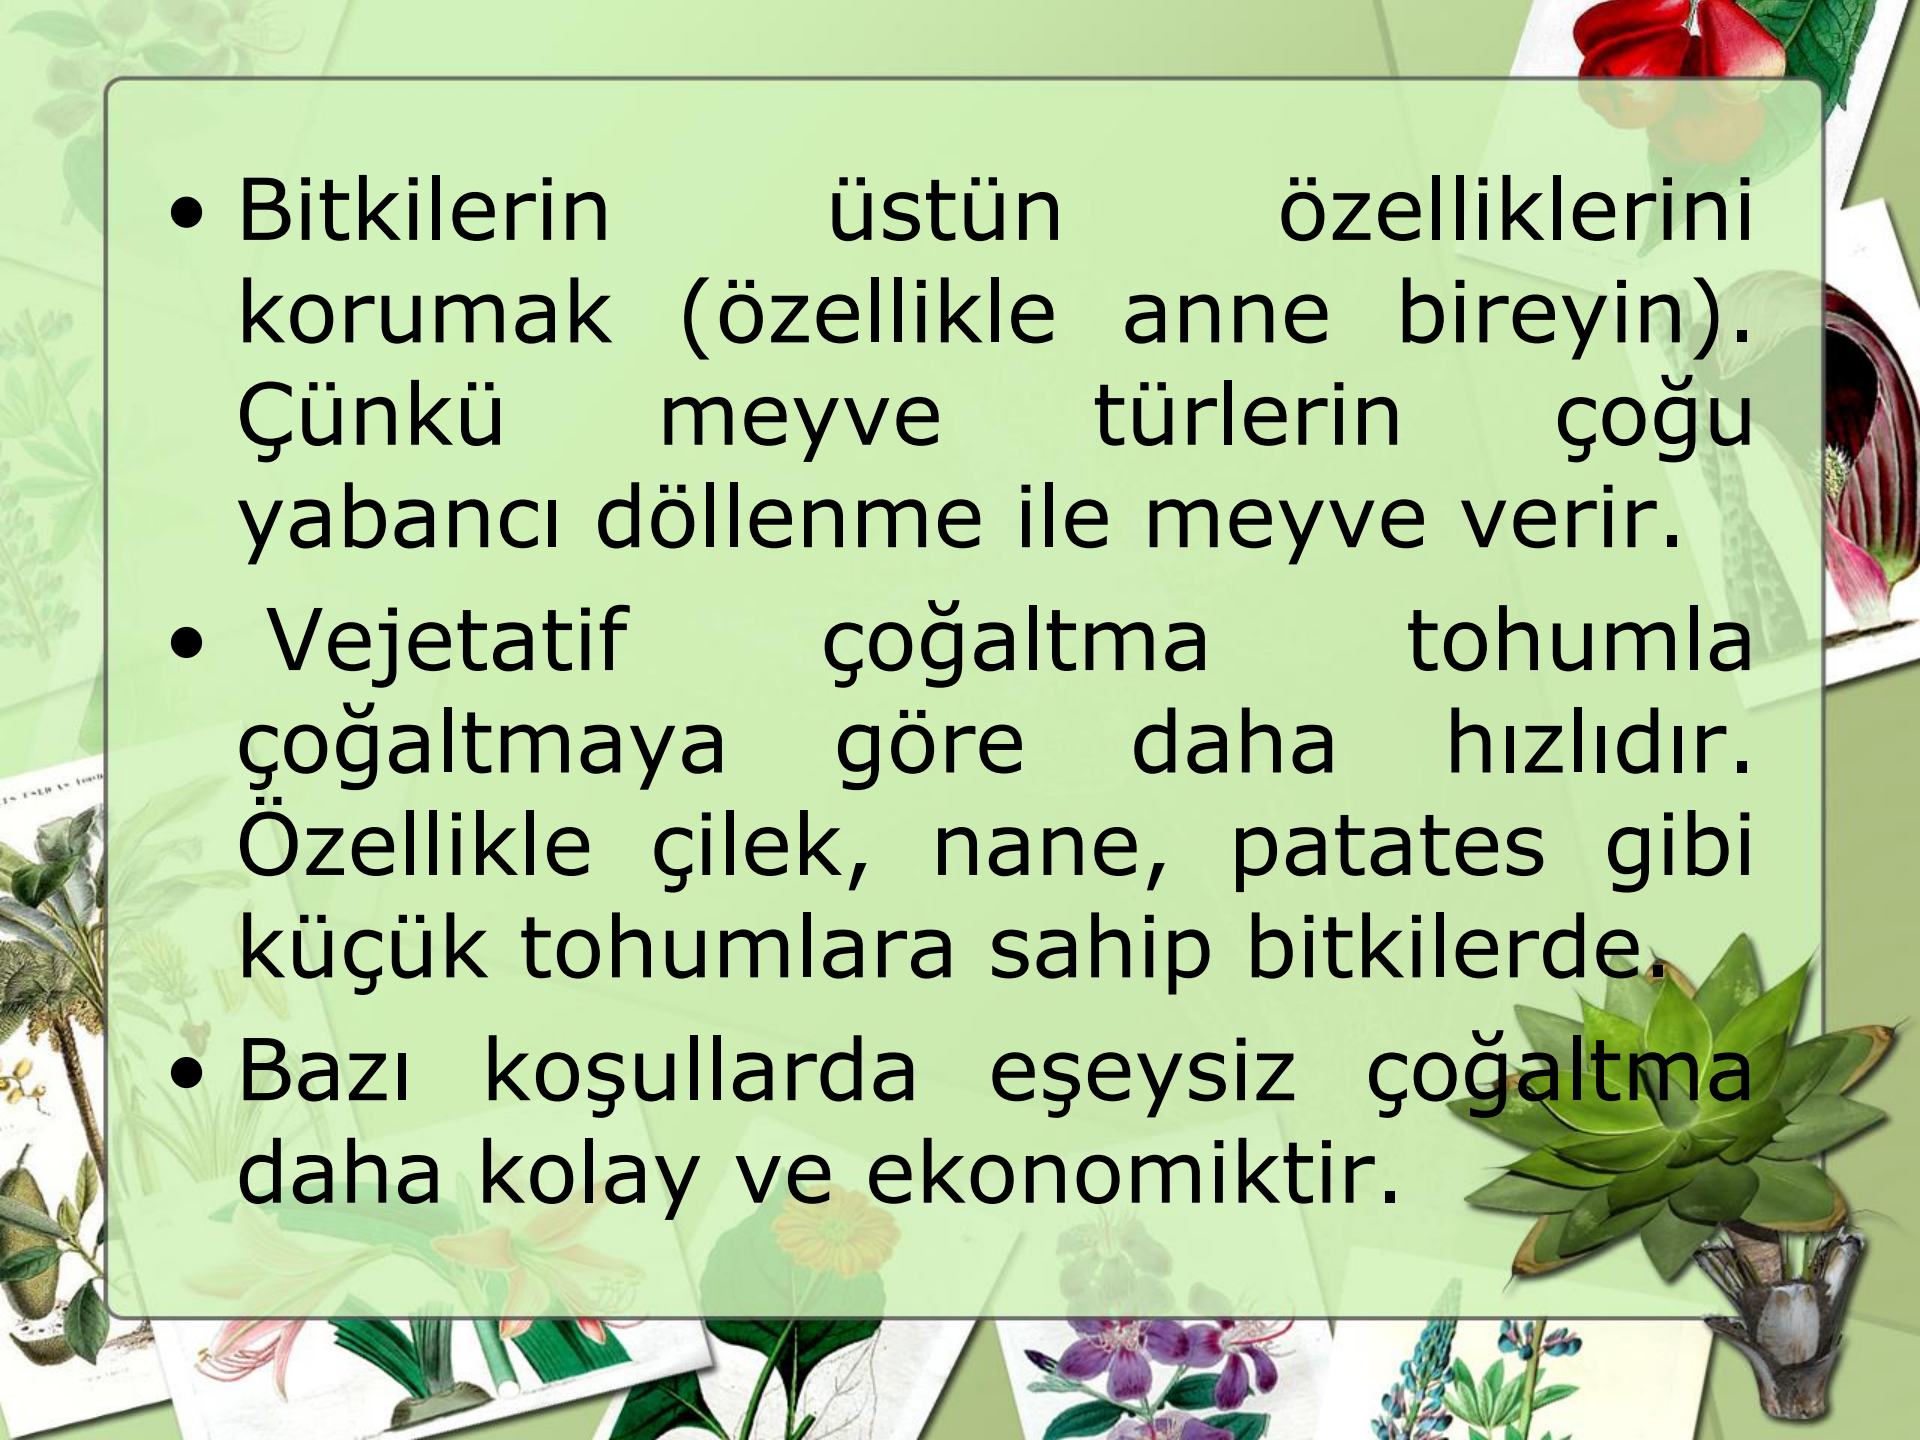 • Bitkilerin üstün özelliklerini
korumak (özellikle anne bireyin).
Çünkü meyve türlerin çoğu
yabancı döllenme ile meyve verir.
• Vejetatif çoğaltma tohumla
çoğaltmaya göre daha hızlıdır.
Özellikle çilek, nane, patates gibi
küçük tohumlara sahip bitkilerde.
• Bazı koşullarda eşeysiz çoğaltma
daha kolay ve ekonomiktir.